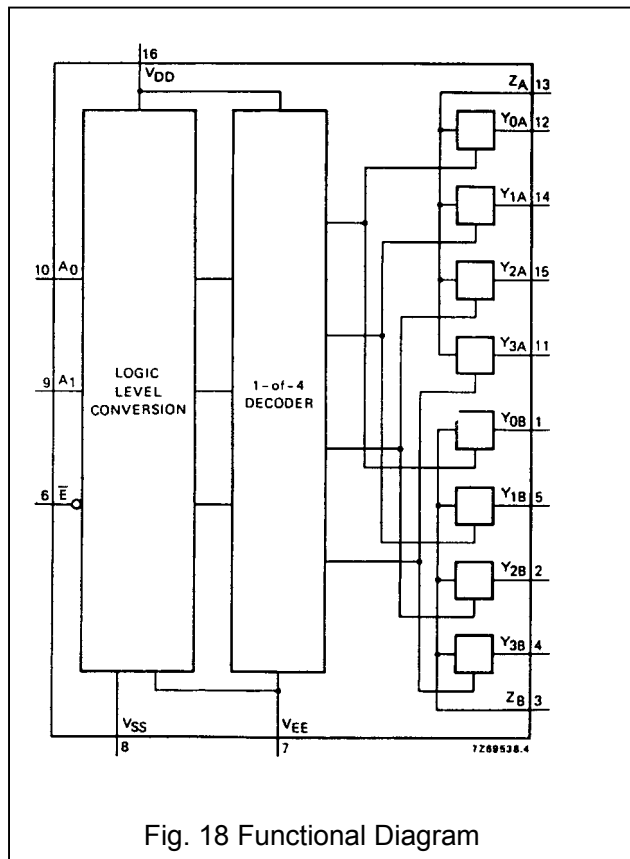 16
VDD
ZA 13
Y0A 12
Y1A 14
10 A0
Y2A 15
Y3A 11
9 A1
LOGIC
LEVEL
CONVERSION
1-of-4
DECODER
Y0B 1
6 E̅
Y1B 5
Y2B 2
Y3B 4
ZB 3
VSS
8
VEE
7
7Z69538.4
Fig. 18 Functional Diagram